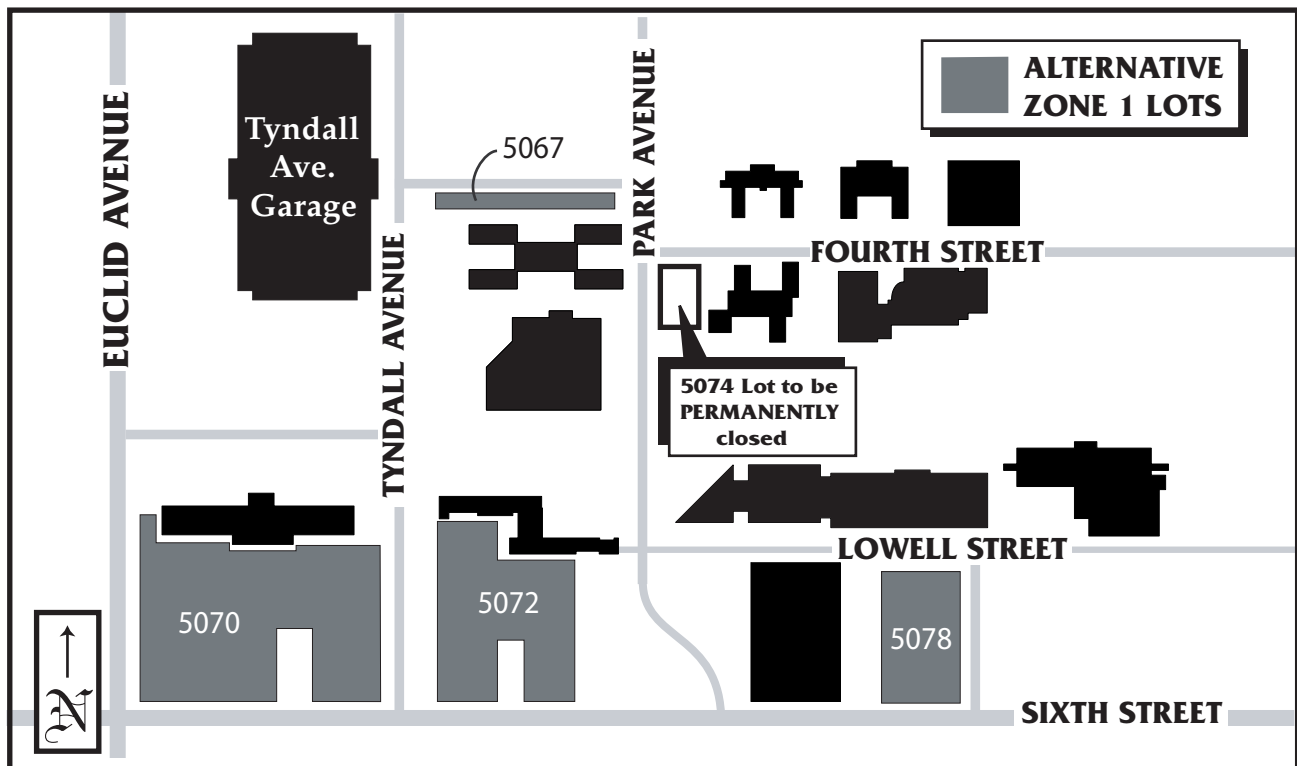 ALTERNATIVE
ZONE 1 LOTS
EUCLID AVENUE
Tyndall
Ave.
Garage
TYNDALL AVENUE
5067
PARK AVENUE
FOURTH STREET
5074 Lot to be
PERMANENTLY
closed
LOWELL STREET
5070
5072
5078
N
SIXTH STREET